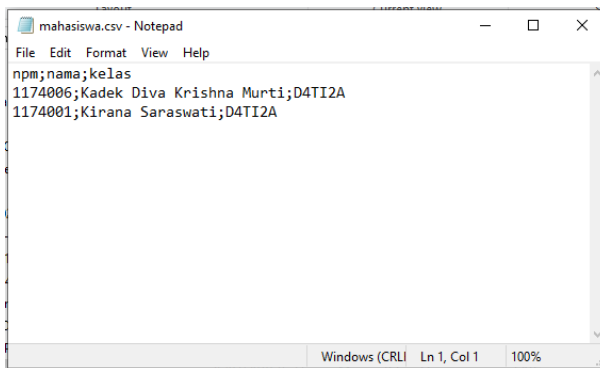 mahasiswa.csv - Notepad
File Edit Format View Help
npm;nama;kelas
1174006;Kadek Diva Krishna Murti;D4TI2A
1174001;Kirana Saraswati;D4TI2A
Windows (CRLI Ln 1, Col 1 100%